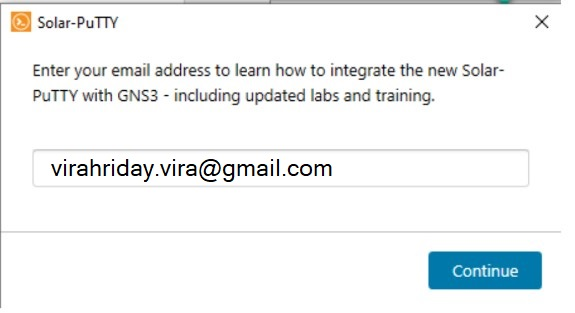 Solar-PuTTY
Enter your email address to learn how to integrate the new Solar-
PuTTY with GNS3 - including updated labs and training.
virahriday.vira@gmail.com
Continue